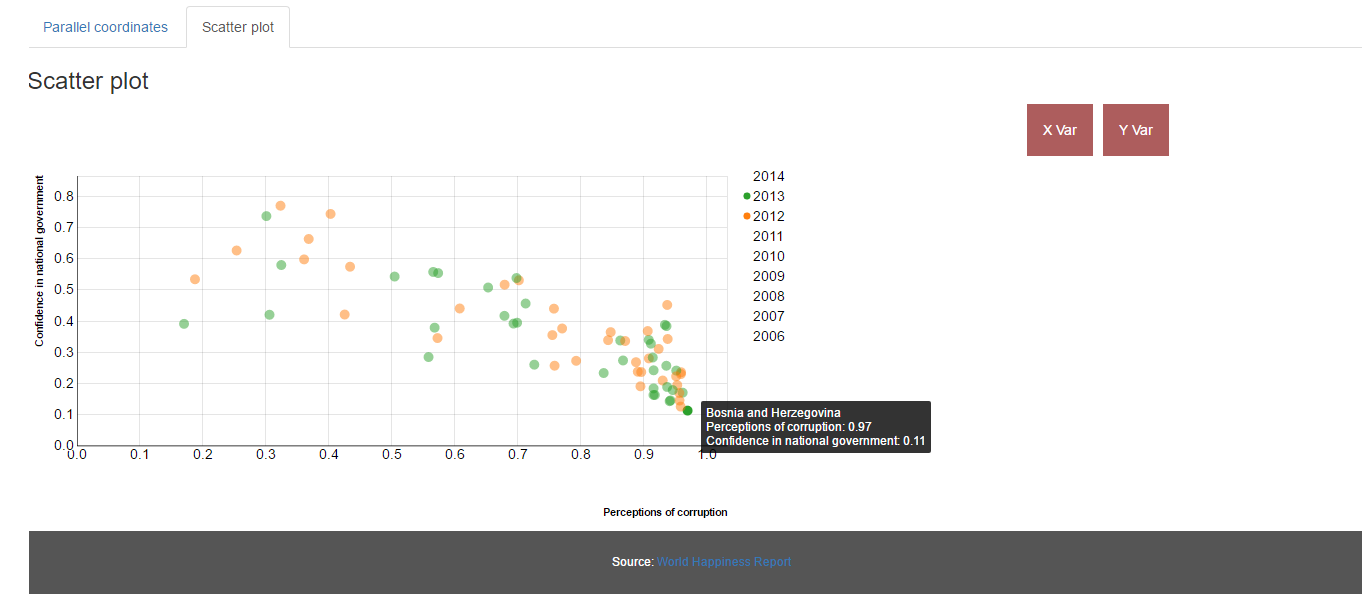 Parallel coordinates
Scatter plot
Scatter plot
X Var
Y Var
Confidence in national government
0.8
0.7
0.6
0.5
0.4
0.3
0.2
0.1
0.0
0.0 0.1 0.2 0.3 0.4 0.5 0.6 0.7 0.8 0.9 1.0
2014
2013
2012
2011
2010
2009
2008
2007
2006
Bosnia and Herzegovina
Perceptions of corruption: 0.97
Confidence in national government: 0.11
Perceptions of corruption
Source: World Happiness Report